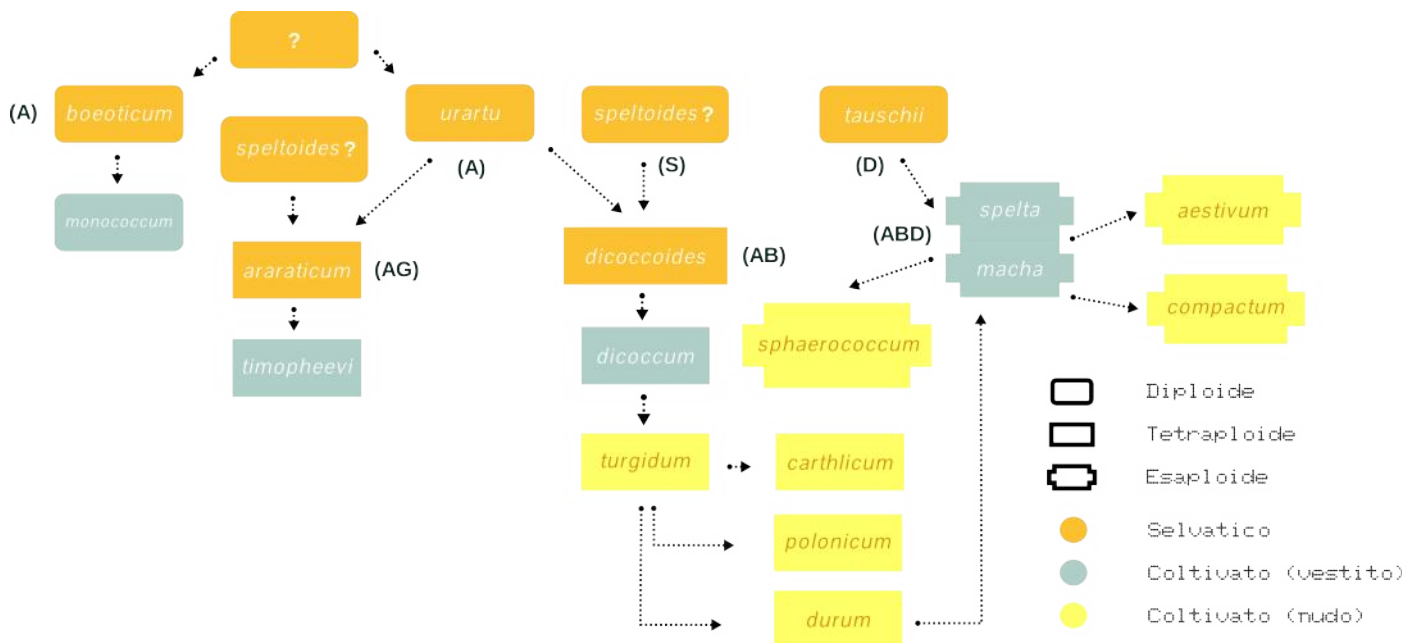 ?
(A)
boeoticum
urartu
speltoides ?
tauschii
speltoides ?
(A)
(S)
(D)
monococcum
spelta
aestivum
(ABD)
araraticum
(AG)
dicoccoides
(AB)
macha
compactum
timopheevi
dicoccum
sphaerococcum
turgidum
carthlicum
polonicum
durum
Diploide
Tetraploide
Esaploide
Selvatico
Coltivato (vestito)
Coltivato (nudo)